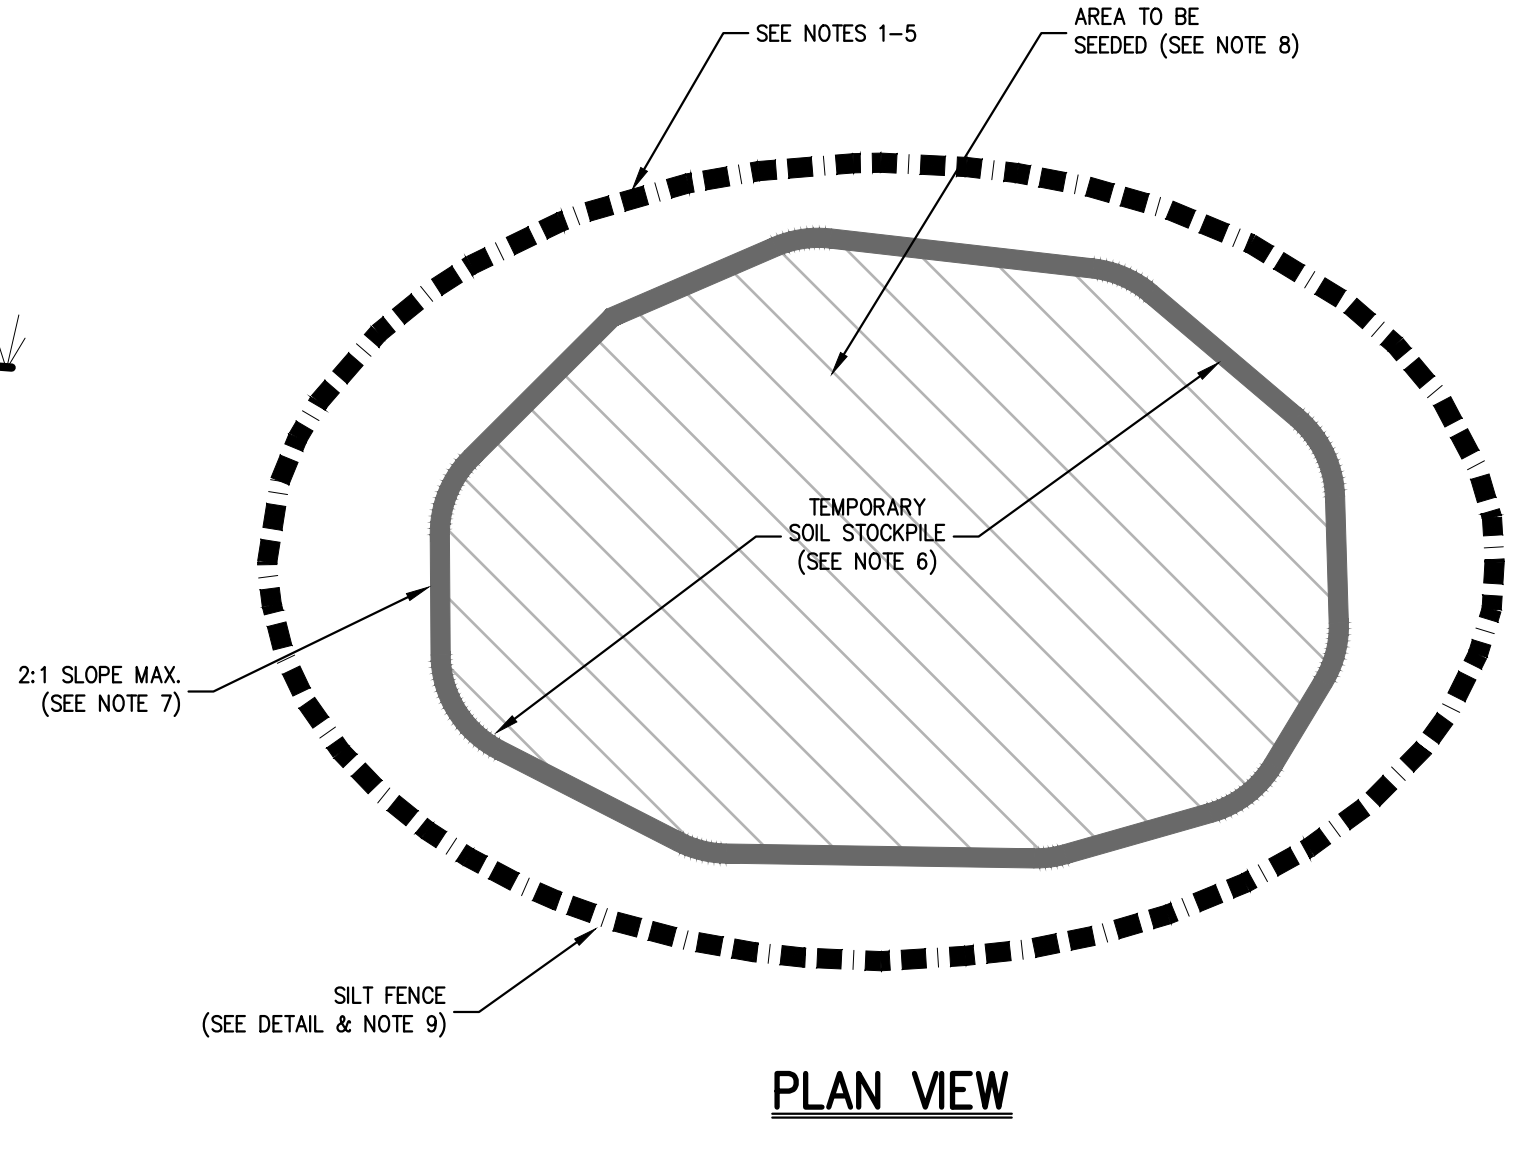 SEE NOTES 1-5
AREA TO BE
SEEDED (SEE NOTE 8)
TEMPORARY
SOIL STOCKPILE
(SEE NOTE 6)
2:1 SLOPE MAX.
(SEE NOTE 7)
SILT FENCE
(SEE DETAIL & NOTE 9)
PLAN VIEW